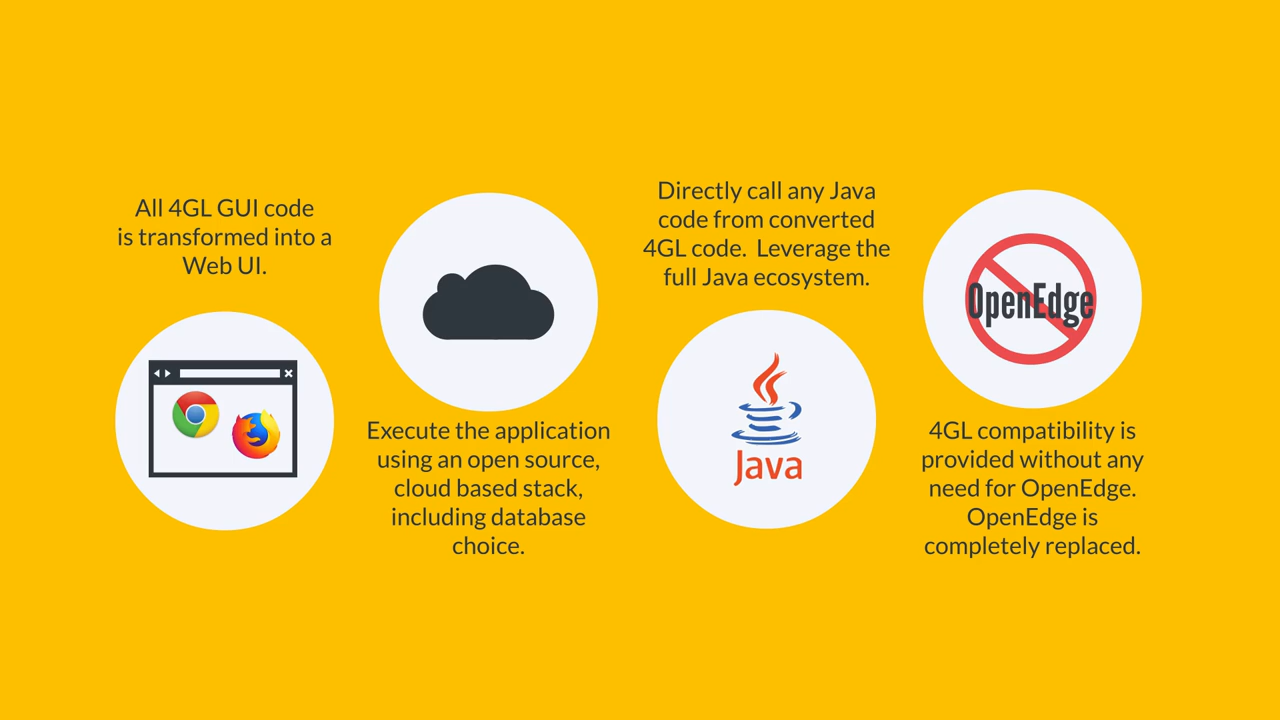 All 4GL GUI code
is transformed into a
Web UI.
Execute the application
using an open source,
cloud based stack,
including database
choice.
Directly call any Java
code from converted
4GL code.  Leverage the
full Java ecosystem.
Java
OpenEdge
4GL compatibility is
provided without any
need for OpenEdge.
OpenEdge is
completely replaced.